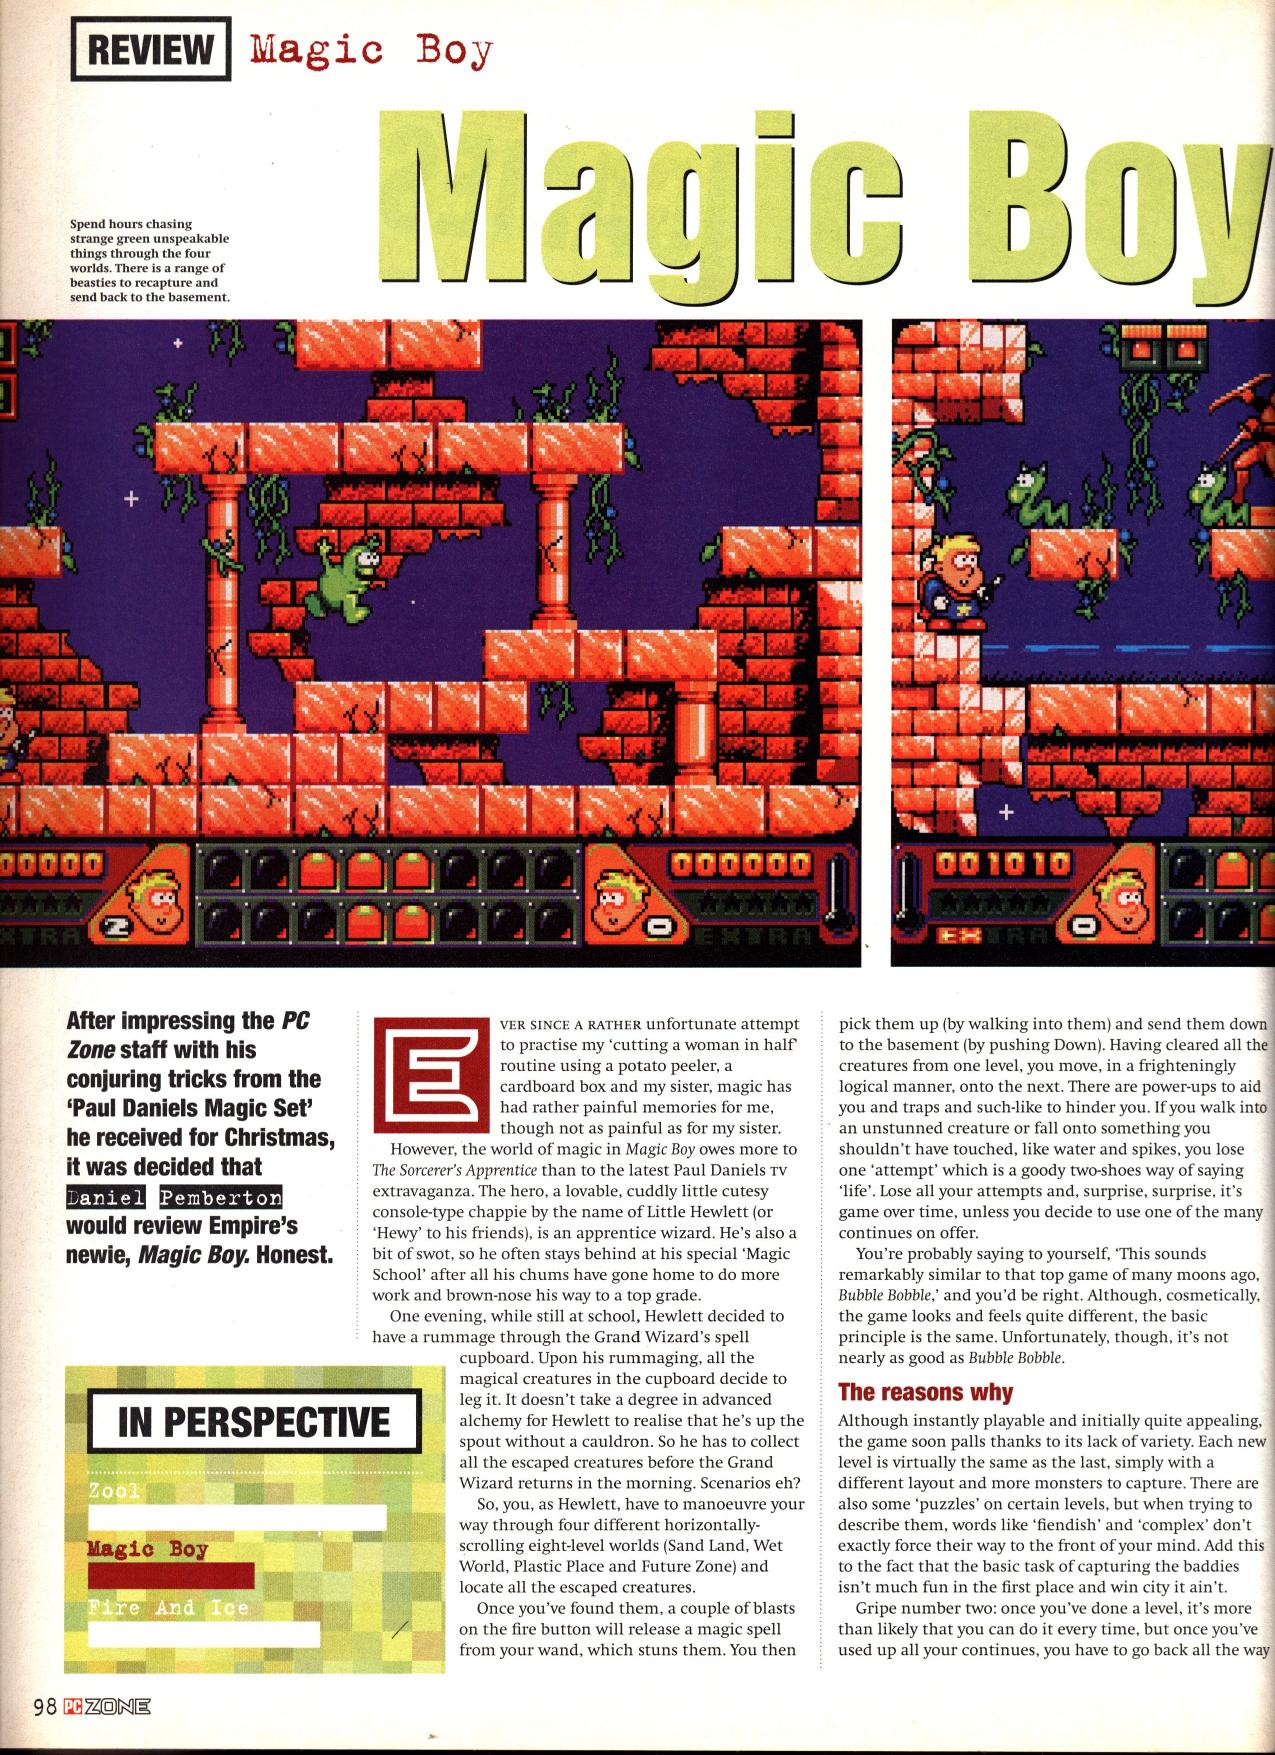 REVIEW Magic Boy
Magic Boy
Spend hours chasing
strange green unspeakable
things through the four
worlds. There is a range of
beasties to recapture and
send back to the basement.
00000
EXTRA
2
0
000000
EXTRA
001010
EXTRA
0
After impressing the PC
Zone staff with his
conjuring tricks from the
‘Paul Daniels Magic Set’
he received for Christmas,
it was decided that
Daniel Pemberton
would review Empire’s
newie, Magic Boy. Honest.
EVER SINCE A RATHER unfortunate attempt
to practise my ‘cutting a woman in half’
routine using a potato peeler, a
cardboard box and my sister, magic has
had rather painful memories for me,
though not as painful as for my sister.
However, the world of magic in Magic Boy owes more to
The Sorcerer’s Apprentice than to the latest Paul Daniels TV
extravaganza. The hero, a lovable, cuddly little cutesy
console-type chappie by the name of Little Hewlett (or
‘Hewy’ to his friends), is an apprentice wizard. He’s also a
bit of swot, so he often stays behind at his special ‘Magic
School’ after all his chums have gone home to do more
work and brown-nose his way to a top grade.
One evening, while still at school, Hewlett decided to
have a rummage through the Grand Wizard’s spell
cupboard. Upon his rummaging, all the
magical creatures in the cupboard decide to
leg it. It doesn’t take a degree in advanced
alchemy for Hewlett to realise that he’s up the
spout without a cauldron. So he has to collect
all the escaped creatures before the Grand
Wizard returns in the morning. Scenarios eh?
So, you, as Hewlett, have to manoeuvre your
way through four different horizontally-
scrolling eight-level worlds (Sand Land, Wet
World, Plastic Place and Future Zone) and
locate all the escaped creatures.
Once you’ve found them, a couple of blasts
on the fire button will release a magic spell
from your wand, which stuns them. You then
pick them up (by walking into them) and send them down
to the basement (by pushing Down). Having cleared all the
creatures from one level, you move, in a frighteningly
logical manner, onto the next. There are power-ups to aid
you and traps and such-like to hinder you. If you walk into
an unstunned creature or fall onto something you
shouldn’t have touched, like water and spikes, you lose
one ‘attempt’ which is a goody two-shoes way of saying
‘life’. Lose all your attempts and, surprise, surprise, it’s
game over time, unless you decide to use one of the many
continues on offer.
You’re probably saying to yourself, ‘This sounds
remarkably similar to that top game of many moons ago,
Bubble Bobble,’ and you’d be right. Although, cosmetically,
the game looks and feels quite different, the basic
principle is the same. Unfortunately, though, it’s not
nearly as good as Bubble Bobble.
The reasons why
Although instantly playable and initially quite appealing,
the game soon palls thanks to its lack of variety. Each new
level is virtually the same as the last, simply with a
different layout and more monsters to capture. There are
also some ‘puzzles’ on certain levels, but when trying to
describe them, words like ‘fiendish’ and ‘complex’ don’t
exactly force their way to the front of your mind. Add this
to the fact that the basic task of capturing the baddies
isn’t much fun in the first place and win city it ain’t.
Gripe number two: once you’ve done a level, it’s more
than likely that you can do it every time, but once you’ve
used up all your continues, you have to go back all the way
IN PERSPECTIVE
Zool
Magic Boy
Fire And Ice
98 PC ZONE